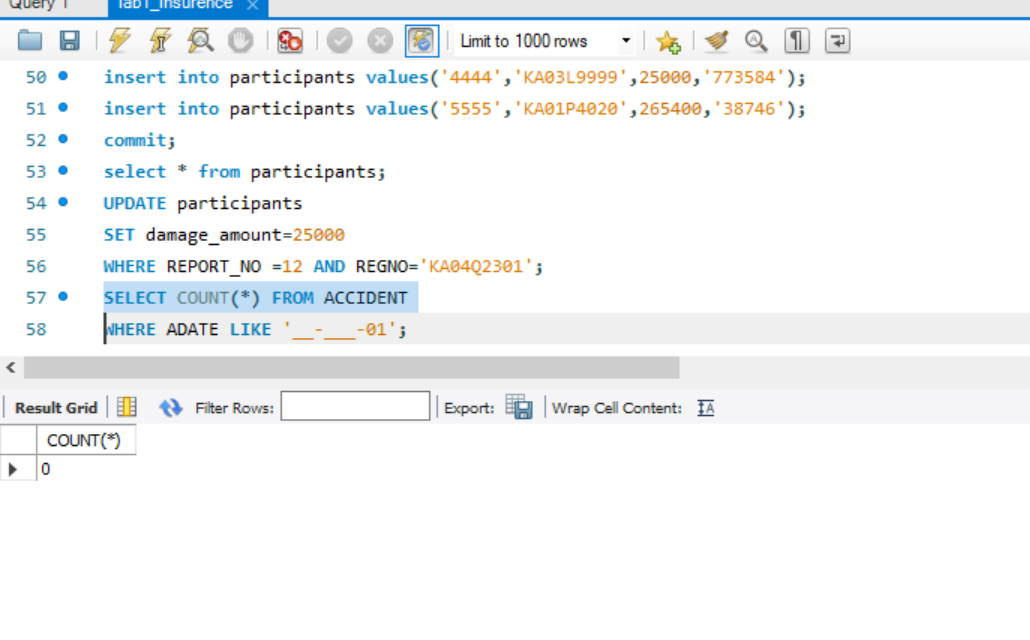 Query 1
Tab1_Insurence
Limit to 1000 rows
50 insert into participants values('4444','KA03L9999',25000,'773584');
51 insert into participants values('5555','KA01P4020',265400,'38746');
52 commit;
53 select * from participants;
54 UPDATE participants
55 SET damage_amount=25000
56 WHERE REPORT_NO =12 AND REGNO='KA04Q2301';
57 SELECT COUNT(*) FROM ACCIDENT
58 WHERE ADATE LIKE '__-___-01';
Result Grid Filter Rows: Export: Wrap Cell Content: IA
COUNT(*)
0